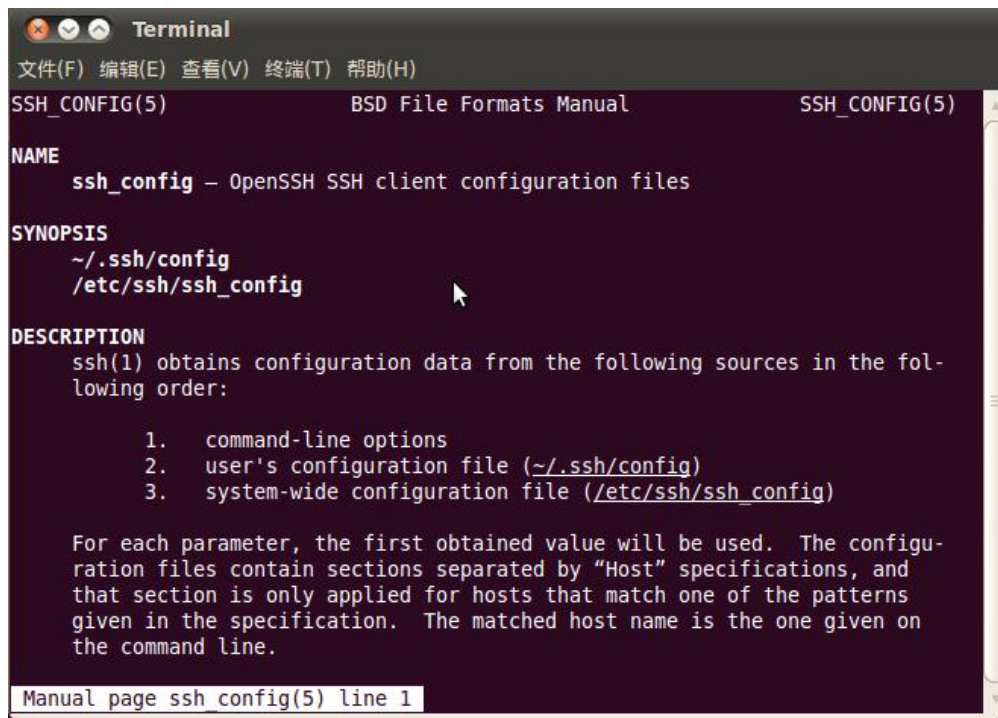 Terminal
文件(F) 编辑(E) 查看(V) 终端(T) 帮助(H)
SSH_CONFIG(5) BSD File Formats Manual SSH_CONFIG(5)
NAME
ssh_config — OpenSSH SSH client configuration files
SYNOPSIS
~/.ssh/config
/etc/ssh/ssh_config
DESCRIPTION
ssh(1) obtains configuration data from the following sources in the fol-
lowing order:
1. command-line options
2. user's configuration file (~/.ssh/config)
3. system-wide configuration file (/etc/ssh/ssh_config)
For each parameter, the first obtained value will be used. The configu-
ration files contain sections separated by “Host” specifications, and
that section is only applied for hosts that match one of the patterns
given in the specification. The matched host name is the one given on
the command line.
Manual page ssh_config(5) line 1